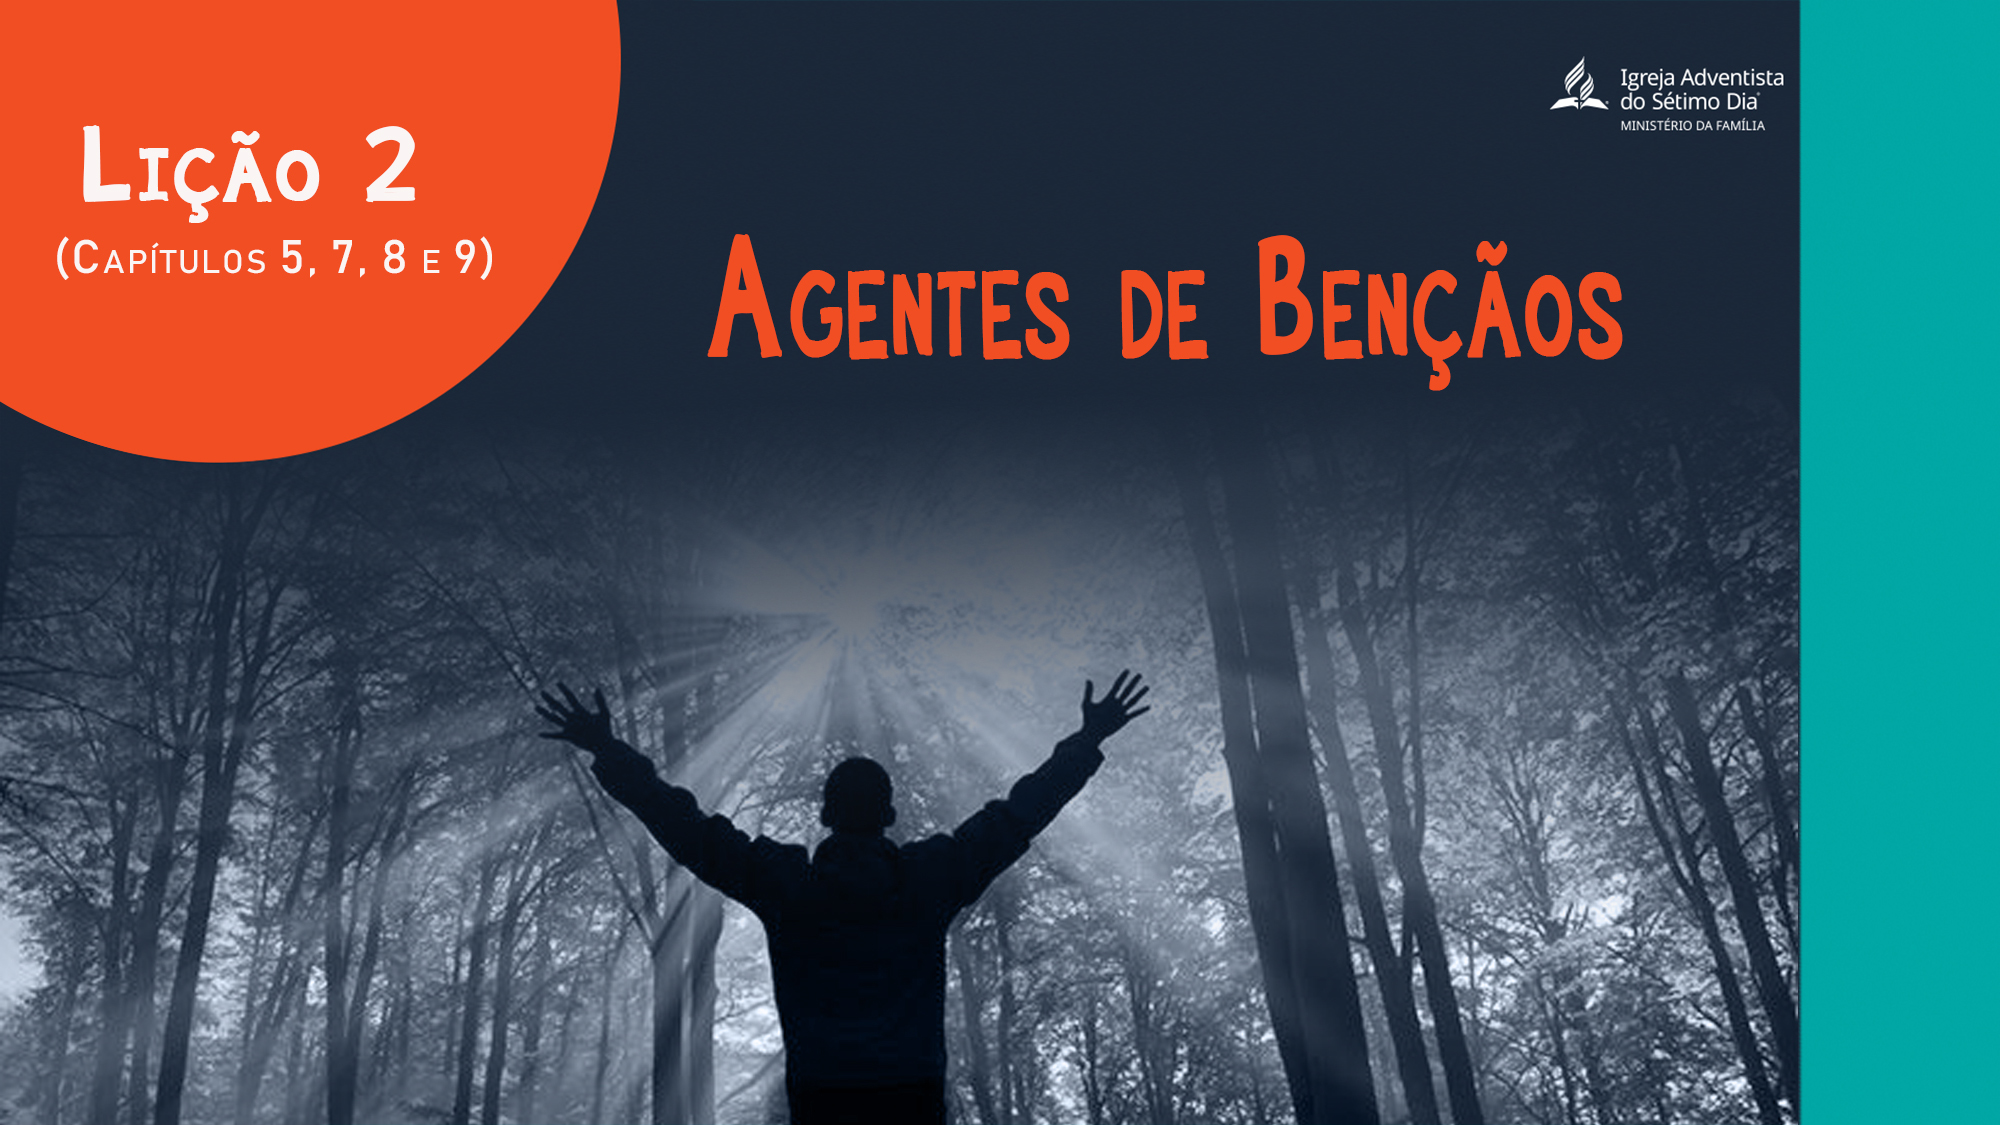 Lição 2
(Capítulos 5, 7, 8 e 9)
Igreja Adventista
do Sétimo Dia
MINISTÉRIO DA FAMÍLIA
Agentes de Bençãos